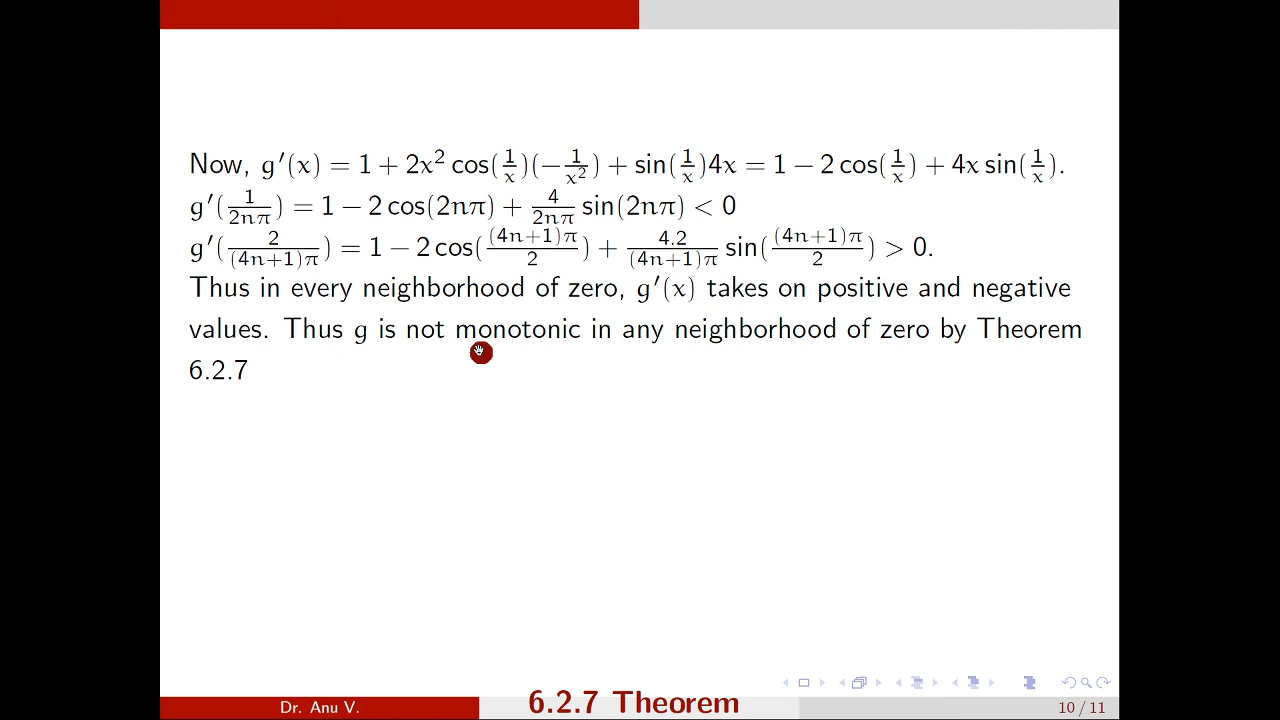 Now, g′(x) = 1 + 2x² cos(1/x)(−1/x²) + sin(1/x)4x = 1 − 2 cos(1/x) + 4x sin(1/x).
g′(1/2nπ) = 1 − 2 cos(2nπ) + 4/2nπ sin(2nπ) < 0
g′(2/(4n+1)π) = 1 − 2 cos((4n+1)π/2) + 4.2/(4n+1)π sin((4n+1)π/2) > 0.
Thus in every neighborhood of zero, g′(x) takes on positive and negative
values. Thus g is not monotonic in any neighborhood of zero by Theorem
6.2.7
Dr. Anu V.
6.2.7 Theorem
10 / 11